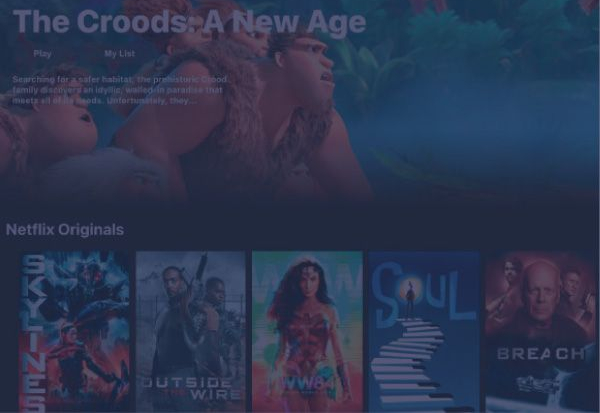 The Croods: A New Age
Play My List
Searching for a safer habitat, the prehistoric Crood
family discovers an idyllic, walled-in paradise that
meets all of its needs. Unfortunately, they...
Netflix Originals
SKYLINES
OUTSIDE
THE WIRE
WW84
SOUL
BREACH